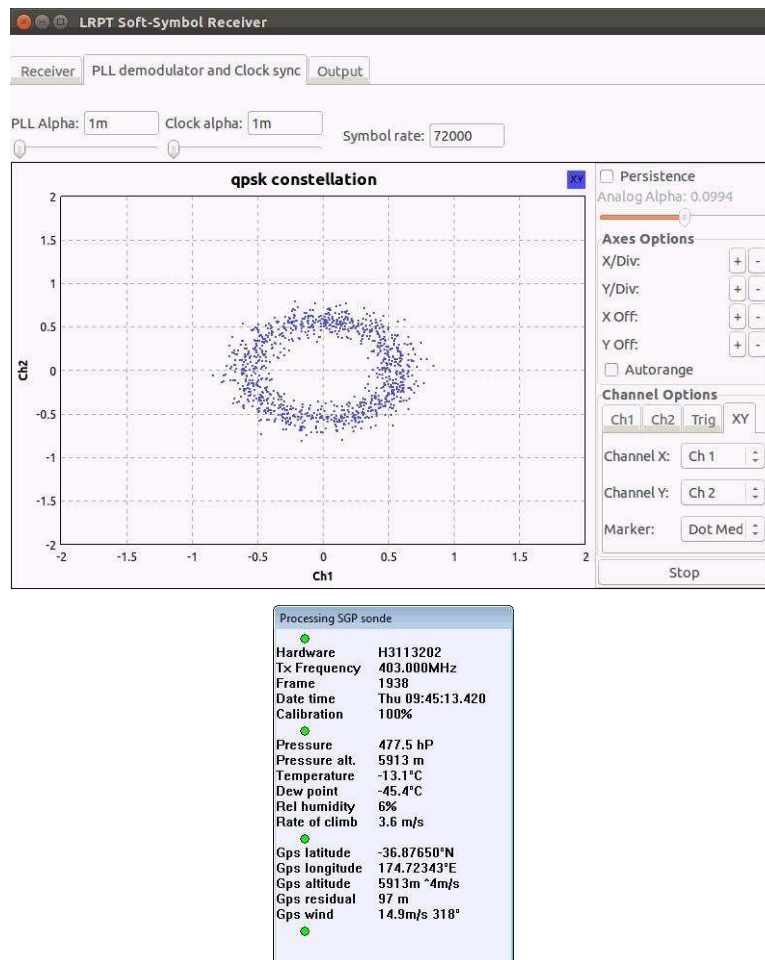 LRPT Soft-Symbol Receiver
Receiver PLL demodulator and Clock sync Output
PLL Alpha: 1m Clock alpha: 1m Symbol rate: 72000
qpsk constellation XY
2
1.5
1
0.5
0
-0.5
-1
-1.5
-2
Ch2
-2 -1.5 -1 -0.5 0 0.5 1 1.5 2
Ch1
Persistence
Analog Alpha: 0.0994
Axes Options
X/Div: + -
Y/Div: + -
X Off: + -
Y Off: + -
Autorange
Channel Options
Ch1 Ch2 Trig XY
Channel X: Ch 1
Channel Y: Ch 2
Marker: Dot Med
Stop
Processing SGP sonde
Hardware H3113202
Tx Frequency 403.000MHz
Frame 1938
Date time Thu 09:45:13.420
Calibration 100%
Pressure 477.5 hP
Pressure alt. 5913 m
Temperature -13.1°C
Dew point -45.4°C
Rel humidity 6%
Rate of climb 3.6 m/s
Gps latitude -36.87650°N
Gps longitude 174.72343°E
Gps altitude 5913m ^4m/s
Gps residual 97 m
Gps wind 14.9m/s 318°